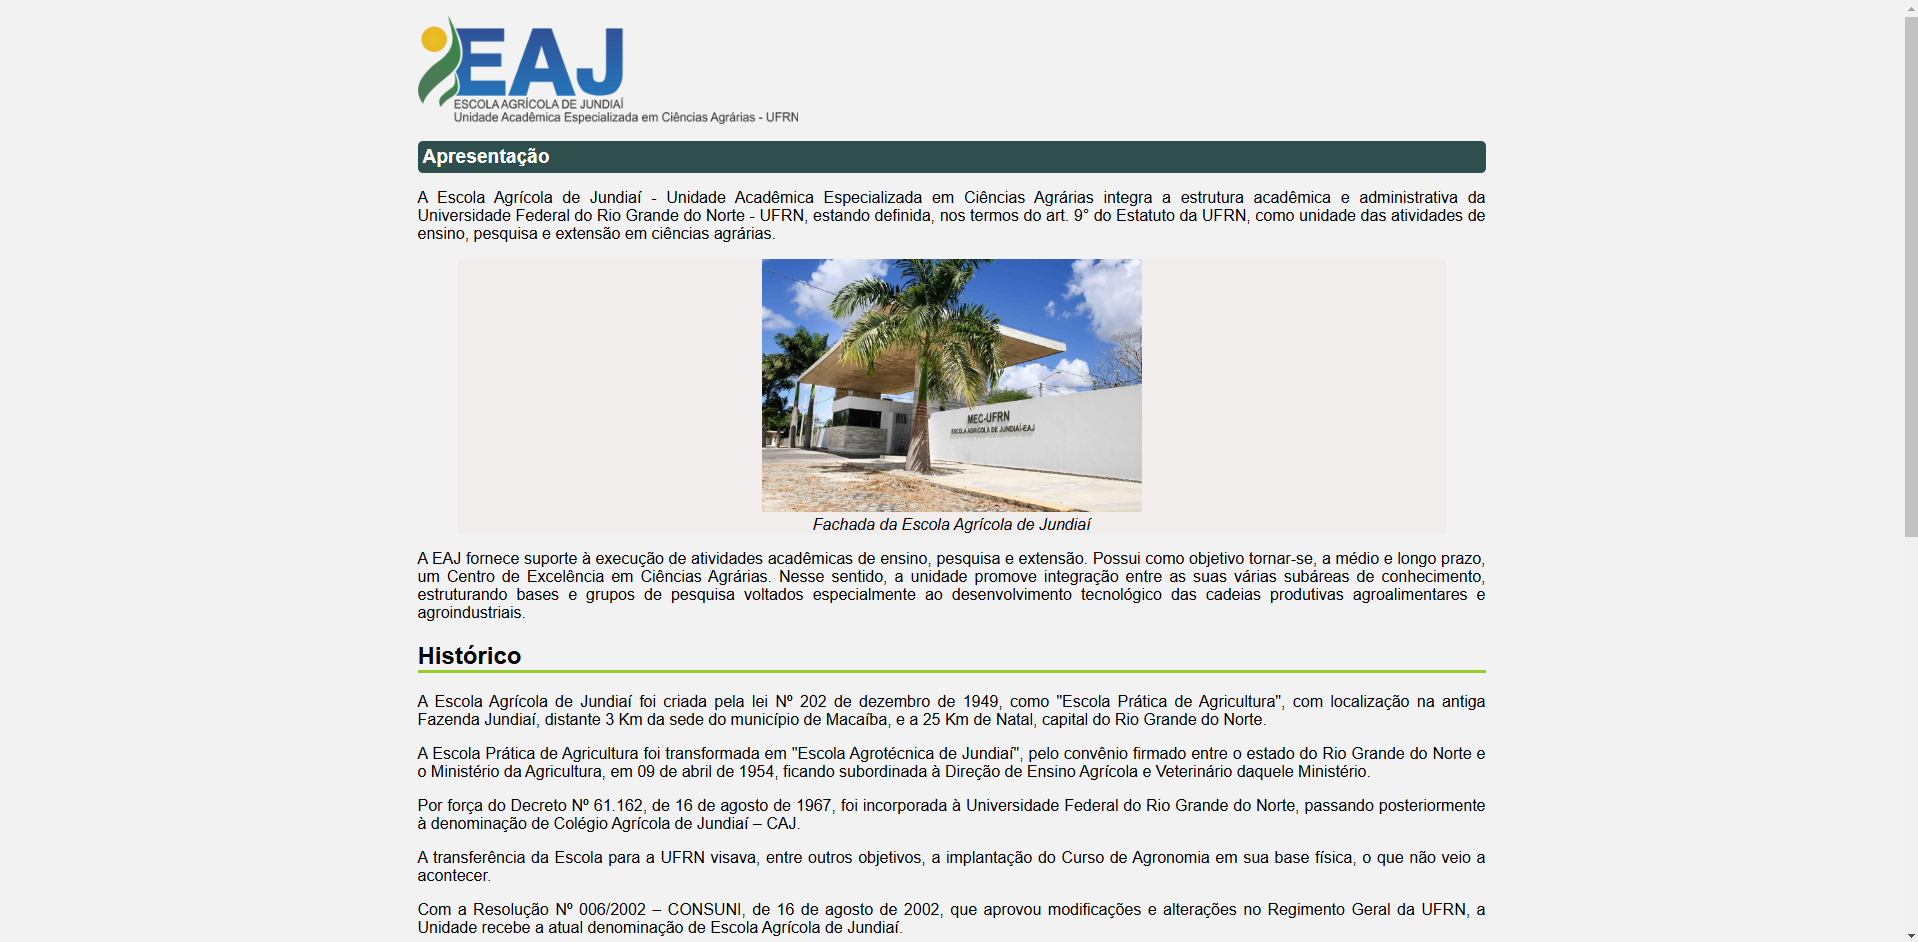 EAJ
ESCOLA AGRÍCOLA DE JUNDIAÍ
Unidade Acadêmica Especializada em Ciências Agrárias - UFRN
Apresentação
A Escola Agrícola de Jundiaí - Unidade Acadêmica Especializada em Ciências Agrárias integra a estrutura acadêmica e administrativa da
Universidade Federal do Rio Grande do Norte - UFRN, estando definida, nos termos do art. 9° do Estatuto da UFRN, como unidade das atividades de
ensino, pesquisa e extensão em ciências agrárias.
MEC-UFRN
ESCOLA AGRÍCOLA DE JUNDIAÍ-EAJ
Fachada da Escola Agrícola de Jundiaí
A EAJ fornece suporte à execução de atividades acadêmicas de ensino, pesquisa e extensão. Possui como objetivo tornar-se, a médio e longo prazo,
um Centro de Excelência em Ciências Agrárias. Nesse sentido, a unidade promove integração entre as suas várias subáreas de conhecimento,
estruturando bases e grupos de pesquisa voltados especialmente ao desenvolvimento tecnológico das cadeias produtivas agroalimentares e
agroindustriais.
Histórico
A Escola Agrícola de Jundiaí foi criada pela lei Nº 202 de dezembro de 1949, como "Escola Prática de Agricultura", com localização na antiga
Fazenda Jundiaí, distante 3 Km da sede do município de Macaíba, e a 25 Km de Natal, capital do Rio Grande do Norte.
A Escola Prática de Agricultura foi transformada em "Escola Agrotécnica de Jundiaí", pelo convênio firmado entre o estado do Rio Grande do Norte e
o Ministério da Agricultura, em 09 de abril de 1954, ficando subordinada à Direção de Ensino Agrícola e Veterinário daquele Ministério.
Por força do Decreto Nº 61.162, de 16 de agosto de 1967, foi incorporada à Universidade Federal do Rio Grande do Norte, passando posteriormente
à denominação de Colégio Agrícola de Jundiaí – CAJ.
A transferência da Escola para a UFRN visava, entre outros objetivos, a implantação do Curso de Agronomia em sua base física, o que não veio a
acontecer.
Com a Resolução Nº 006/2002 – CONSUNI, de 16 de agosto de 2002, que aprovou modificações e alterações no Regimento Geral da UFRN, a
Unidade recebe a atual denominação de Escola Agrícola de Jundiaí.